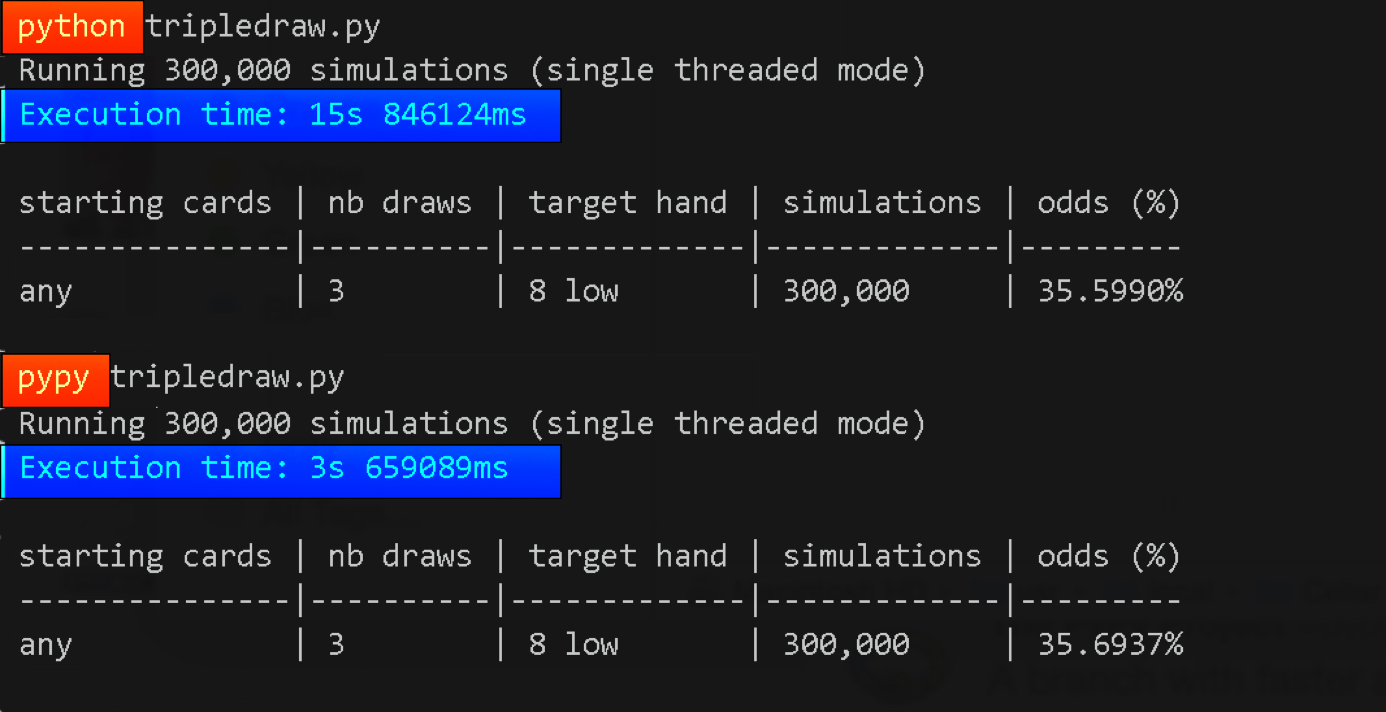 python tripledraw.py
Running 300,000 simulations (single threaded mode)
Execution time: 15s 846124ms
starting cards | nb draws | target hand | simulations | odds (%)
---------------|----------|-------------|-------------|---------
any | 3 | 8 low | 300,000 | 35.5990%
pypy tripledraw.py
Running 300,000 simulations (single threaded mode)
Execution time: 3s 659089ms
starting cards | nb draws | target hand | simulations | odds (%)
---------------|----------|-------------|-------------|---------
any | 3 | 8 low | 300,000 | 35.6937%
A branch with faster